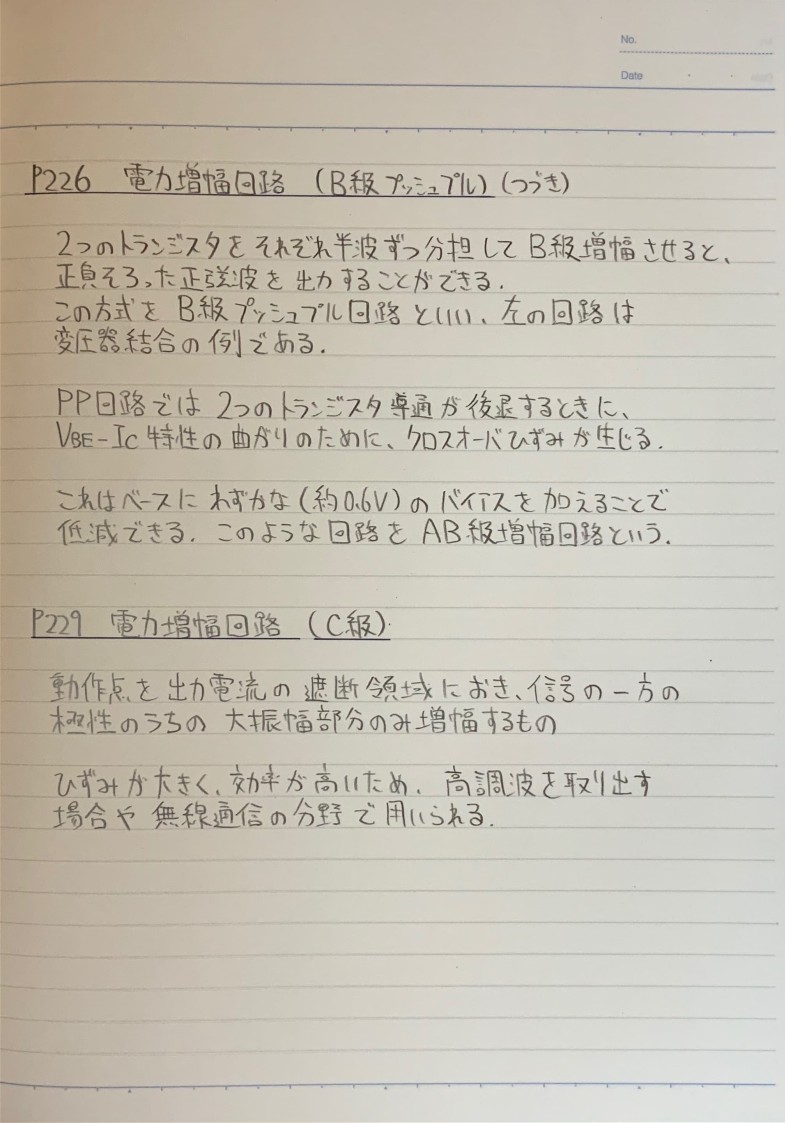 No.
Date
P226 電力増幅回路 (B級プッシュプル) (つづき)
2つのトランジスタをそれぞれ半波ずつ分担してB級増幅させると、
正負そろった正弦波を出力することができる.
この方式をB級プッシュプル回路といい、左の回路は
変圧器結合の例である.
PP回路では2つのトランジスタ導通が後退するときに、
VBE-Ic特性の曲がりのために、クロスオーバひずみが生じる.
これはベースにわずかな(約0.6V)のバイアスを加えることで
低減できる. このような回路をAB級増幅回路という.
P229 電力増幅回路 (C級)
動作点を出力電流の遮断領域におき、信号の一方の
極性のうちの大振幅部分のみ増幅するもの
ひずみが大きく、効率が高いため、高調波を取り出す
場合や無線通信の分野で用いられる.